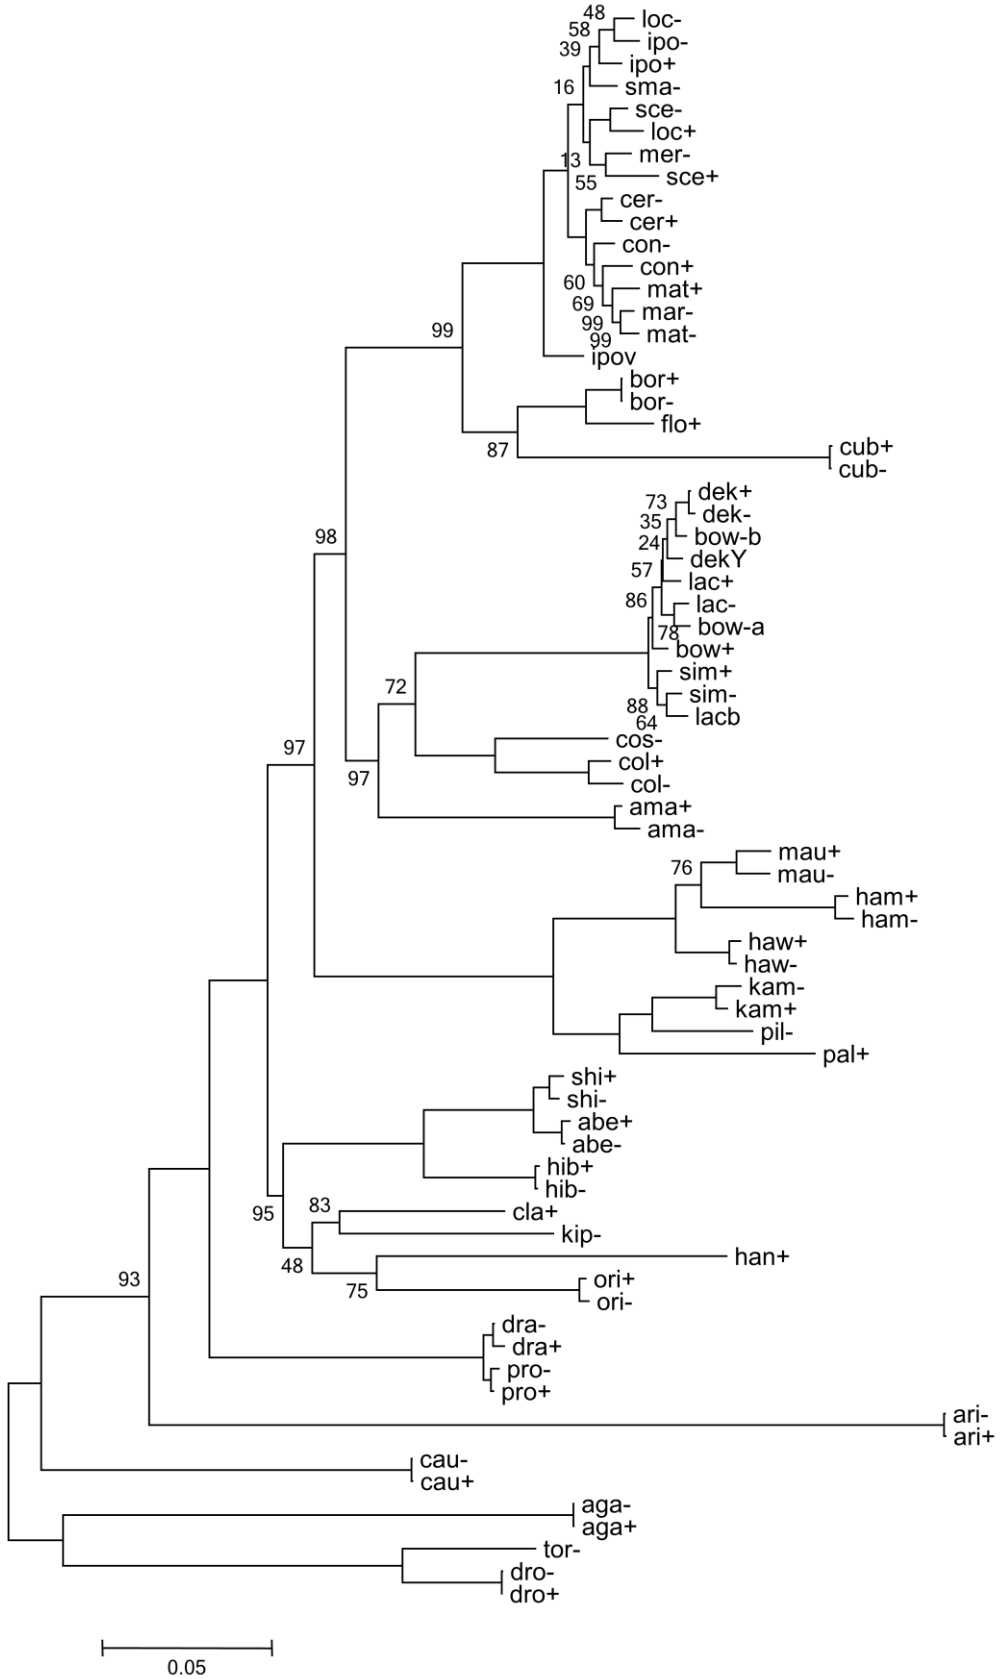 48
loc-
58
ipo-
39
ipo+
16
sma-
sce-
loc+
13
mer-
55
sce+
cer-
cer+
con-
con+
60
mat+
69
mar-
99
mat-
99
ipov
99
bor+
bor-
flo+
87
cub+
cub-
dek+
73
dek-
35
bow-b
24
dekY
57
lac+
86
lac-
78
bow-a
bow+
sim+
sim-
88
lacb
64
98
72
cos-
col+
97
col-
97
ama+
ama-
mau+
76
mau-
ham+
ham-
haw+
haw-
kam-
kam+
pil-
pal+
shi+
shi-
abe+
abe-
hib+
hib-
95
83
cla+
kip-
48
han+
75
ori+
ori-
93
dra-
dra+
pro-
pro+
ari-
ari+
cau-
cau+
aga-
aga+
tor-
dro-
dro+
0.05